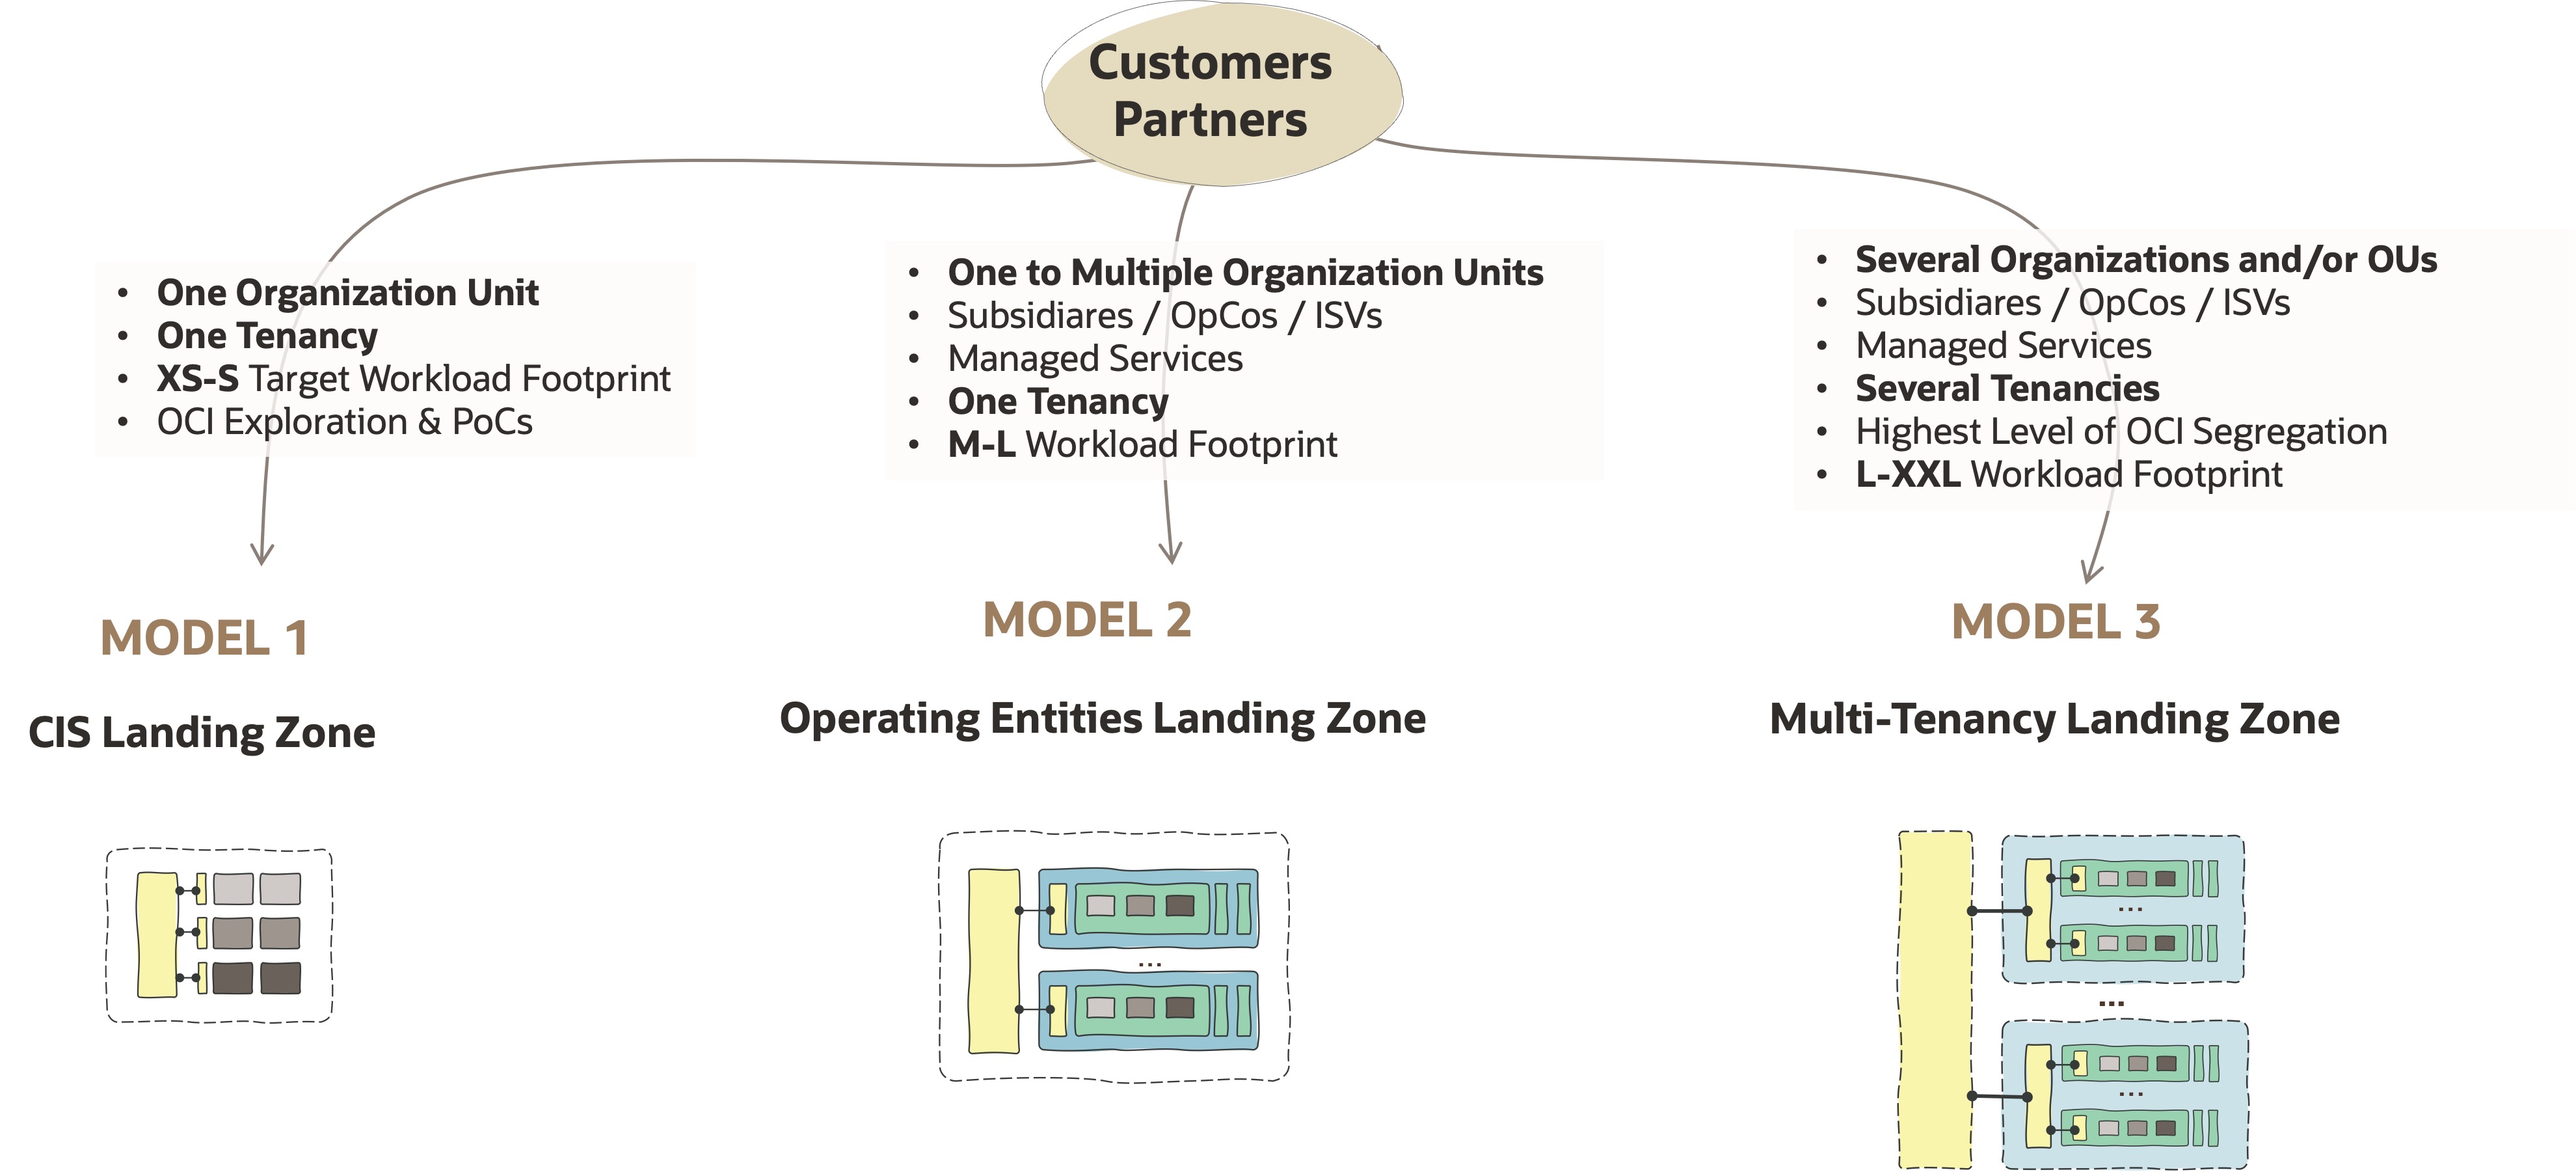 Customers
Partners
• One Organization Unit
• One Tenancy
• XS-S Target Workload Footprint
• OCI Exploration & PoCs
• One to Multiple Organization Units
• Subsidiares / OpCos / ISVs
• Managed Services
• One Tenancy
• M-L Workload Footprint
• Several Organizations and/or OUs
• Subsidiares / OpCos / ISVs
• Managed Services
• Several Tenancies
• Highest Level of OCI Segregation
• L-XXL Workload Footprint
MODEL 1
CIS Landing Zone
MODEL 2
Operating Entities Landing Zone
...
MODEL 3
Multi-Tenancy Landing Zone
...
...
...